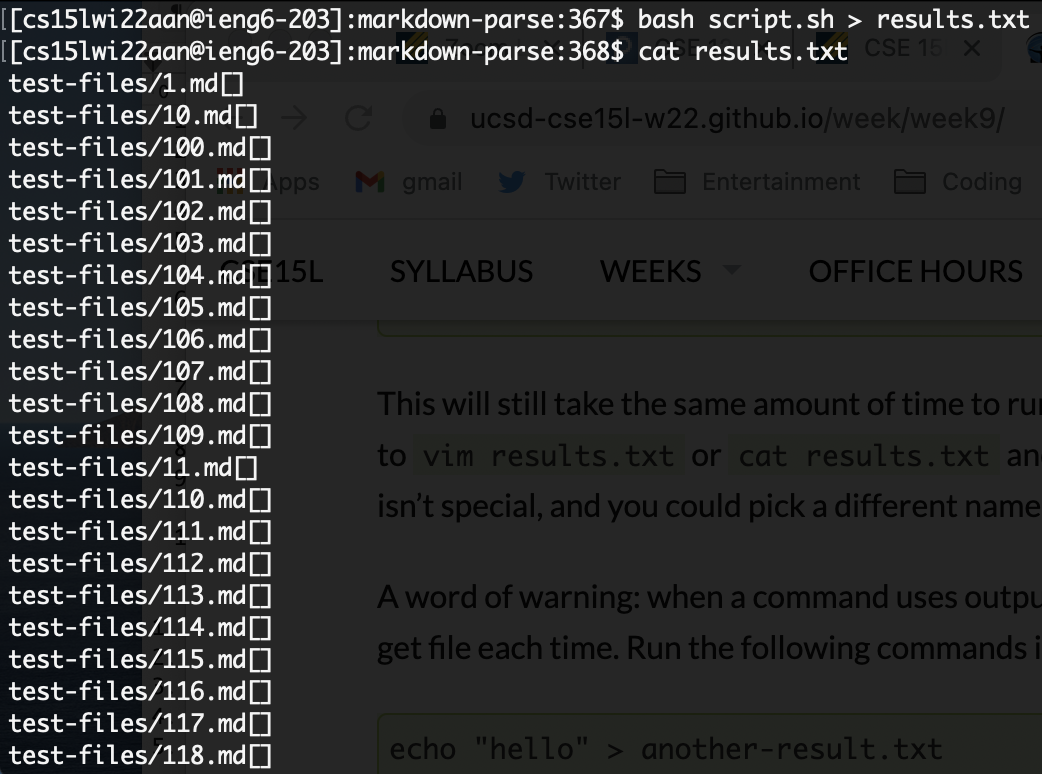 [[cs15lwi22aan@ieng6-203]:markdown-parse:367$ bash script.sh > results.txt
[[cs15lwi22aan@ieng6-203]:markdown-parse:368$ cat results.txt
CSE 15
test-files/1.md[]
test-files/10.md[]
ucsd-cse15l-w22.github.io/week/week9/
test-files/100.md[]
test-files/101.md[]
Apps
gmail
Twitter
Entertainment
Coding
test-files/102.md[]
test-files/103.md[]
test-files/104.md[]
CSE15L
SYLLABUS
WEEKS
OFFICE HOURS
test-files/105.md[]
test-files/106.md[]
test-files/107.md[]
test-files/108.md[]
This will still take the same amount of time to ru
test-files/109.md[]
test-files/11.md[]
to vim results.txt or cat results.txt an
test-files/110.md[]
isn’t special, and you could pick a different name
test-files/111.md[]
test-files/112.md[]
test-files/113.md[]
A word of warning: when a command uses outpu
test-files/114.md[]
get file each time. Run the following commands i
test-files/115.md[]
test-files/116.md[]
test-files/117.md[]
test-files/118.md[]
echo "hello" > another-result.txt